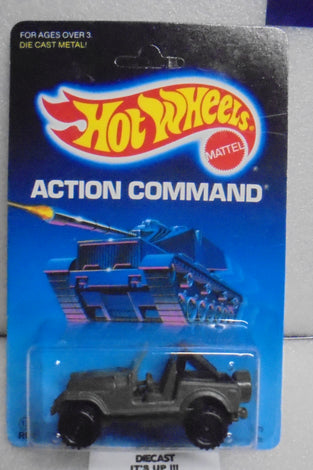 FOR AGES OVER 3.
DIE CAST METAL!
Hot Wheels®
MATTEL
ACTION COMMAND®
DIECAST
IT'S UP !!!